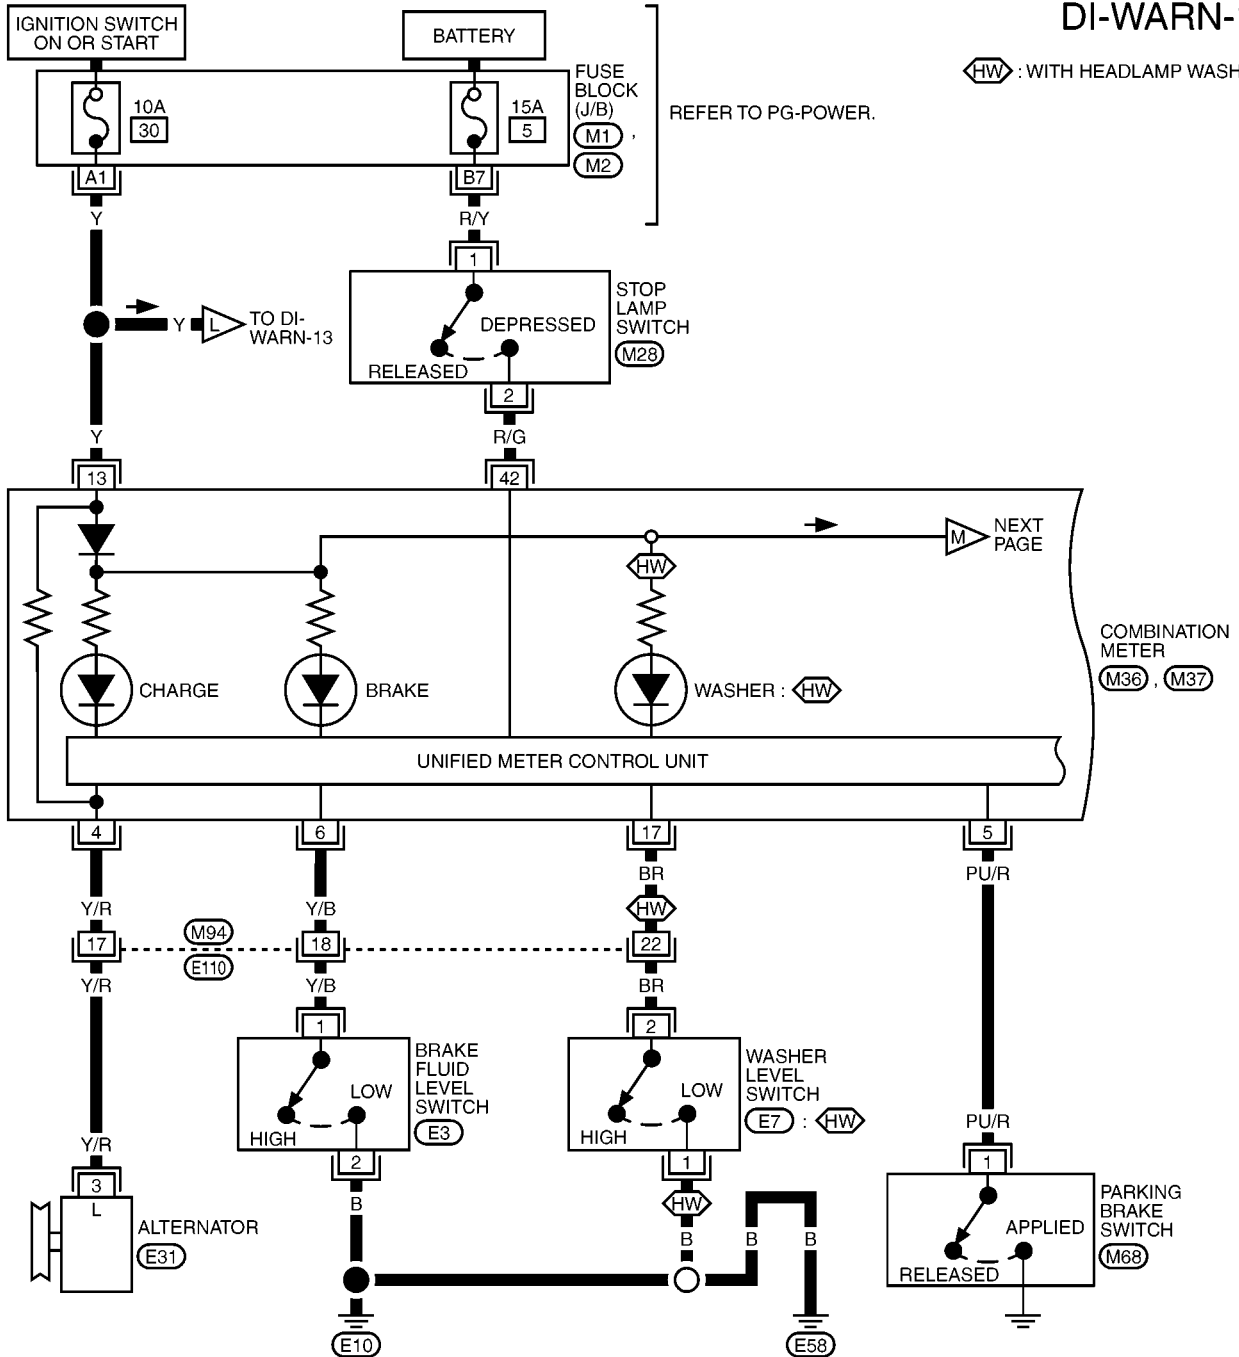 DI-WARN-
IGNITION SWITCH
ON OR START
BATTERY
HW : WITH HEADLAMP WASH
FUSE
BLOCK
(J/B)
M1 ,
M2
10A
30
15A
5
REFER TO PG-POWER.
A1
B7
Y
R/Y
1
STOP
LAMP
SWITCH
M28
DEPRESSED
RELEASED
Y
L
TO DI-
WARN-13
2
Y
R/G
13
42
M
NEXT
PAGE
HW
COMBINATION
METER
M36 , M37
CHARGE
BRAKE
WASHER : HW
UNIFIED METER CONTROL UNIT
4
6
17
5
BR
PU/R
Y/R
Y/B
HW
M94
17
18
22
E110
Y/R
Y/B
BR
1
2
BRAKE
FLUID
LEVEL
SWITCH
E3
LOW
HIGH
WASHER
LEVEL
SWITCH
E7 : HW
LOW
HIGH
Y/R
PU/R
2
1
1
3
L
ALTERNATOR
E31
B
HW
B
B
B
PARKING
BRAKE
SWITCH
M68
APPLIED
RELEASED
E10
E58